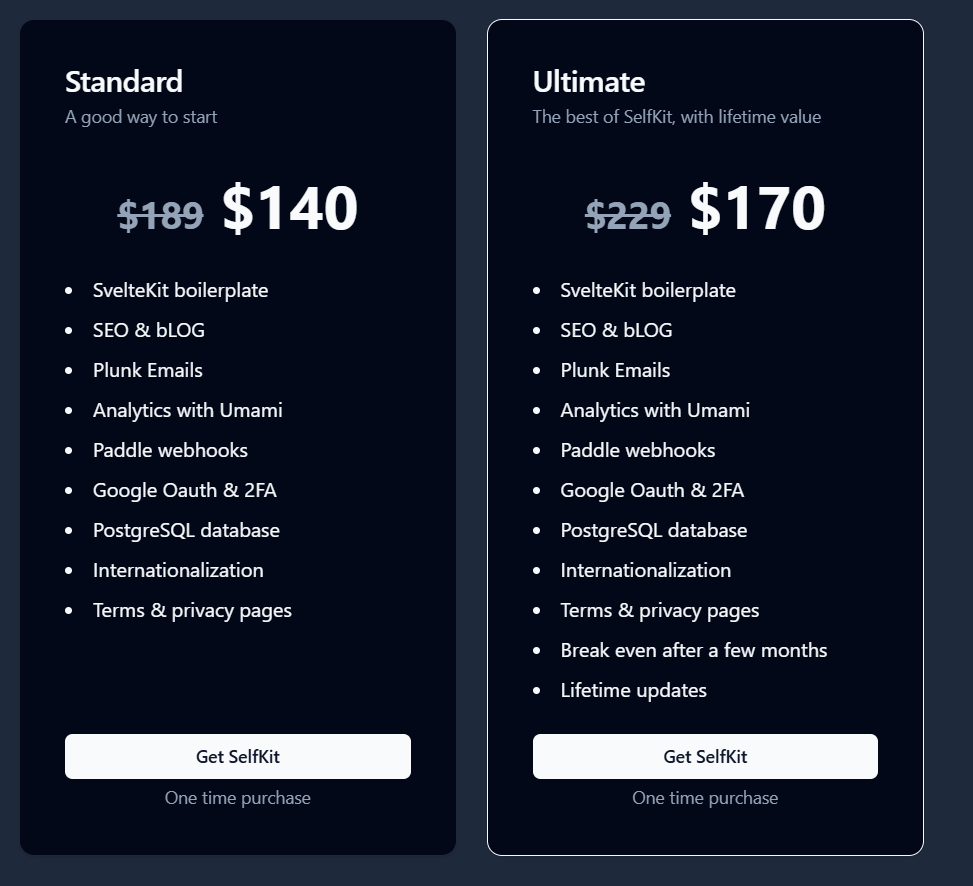 Standard
A good way to start
$189 $140
SvelteKit boilerplate
SEO & bLOG
Plunk Emails
Analytics with Umami
Paddle webhooks
Google Oauth & 2FA
PostgreSQL database
Internationalization
Terms & privacy pages
Get SelfKit
One time purchase
Ultimate
The best of SelfKit, with lifetime value
$229 $170
SvelteKit boilerplate
SEO & bLOG
Plunk Emails
Analytics with Umami
Paddle webhooks
Google Oauth & 2FA
PostgreSQL database
Internationalization
Terms & privacy pages
Break even after a few months
Lifetime updates
Get SelfKit
One time purchase